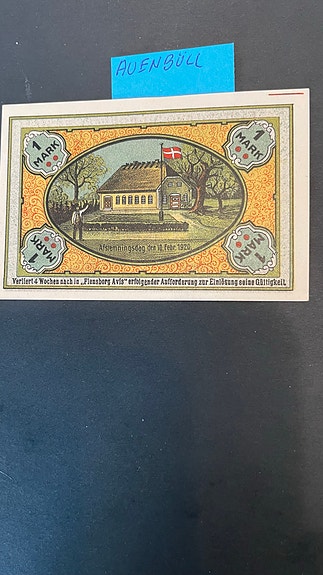 AUENBÜLL
1 MARK
1 MARK
Afstemningsdag den 10. Febr. 1920.
1 MARK
1 MARK
Verliert 4 Wochen nach in "Flensborg Avis" erfolgender Aufforderung zur Einlösung seine Gültigkeit.